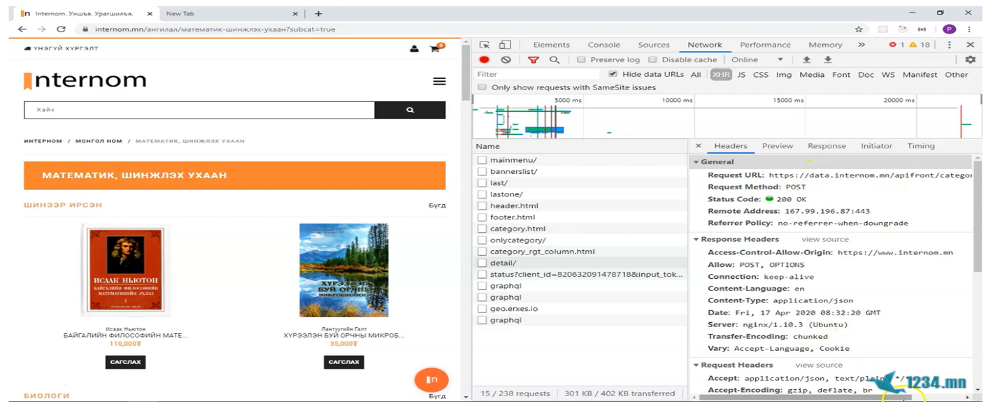 Internom. Уншъя. Урагшилъя.
New Tab
internom.mn/ангилал/математик-шинжлэх-ухаан?subcat=true
ҮНЭГҮЙ ХҮРГЭЛТ
0
Internom
Хайх
ИНТЕРНОМ / МОНГОЛ НОМ / МАТЕМАТИК, ШИНЖЛЭХ УХААН
МАТЕМАТИК, ШИНЖЛЭХ УХААН
ШИНЭЭР ИРСЭН Бүгд
ИСААК НЬЮТОН
БАЙГАЛИЙН ФИЛОСОФИЙН
МАТЕМАТИКИЙН ЭХЛЭЛ
I
ХҮРЭЭЛЭН
БУЙ ОРЧНЫ
МИКРОБИОЛОГИ
Исаак Ньютон
БАЙГАЛИЙН ФИЛОСОФИЙН МАТЕ...
110,000₮
САГСЛАХ
Лантуугийн Галт
ХҮРЭЭЛЭН БУЙ ОРЧНЫ МИКРОБ...
35,000₮
САГСЛАХ
In
БИОЛОГИ Бүгд
Elements Console Sources Network Performance Memory » 1 18
Preserve log Disable cache Online
Filter Hide data URLs All XHR JS CSS Img Media Font Doc WS Manifest Other
Only show requests with SameSite issues
5000 ms 10000 ms 15000 ms 20000 ms
Name
mainmenu/
bannerslist/
last/
lastone/
header.html
footer.html
category.html
onlycategory/
category_rgt_column.html
detail/
status?client_id=820632091478718&input_tok...
graphql
graphql
geo.erxes.io
graphql
15 / 238 requests 301 KB / 402 KB transferred
Headers Preview Response Initiator Timing
General
Request URL: https://data.internom.mn/apifront/categor
Request Method: POST
Status Code: 200 OK
Remote Address: 167.99.196.87:443
Referrer Policy: no-referrer-when-downgrade
Response Headers view source
Access-Control-Allow-Origin: https://www.internom.mn
Allow: POST, OPTIONS
Connection: keep-alive
Content-Language: en
Content-Type: application/json
Date: Fri, 17 Apr 2020 08:32:20 GMT
Server: nginx/1.10.3 (Ubuntu)
Transfer-Encoding: chunked
Vary: Accept-Language, Cookie
Request Headers view source
Accept: application/json, text/plain, */*
Accept-Encoding: gzip, deflate, br
1234.mn